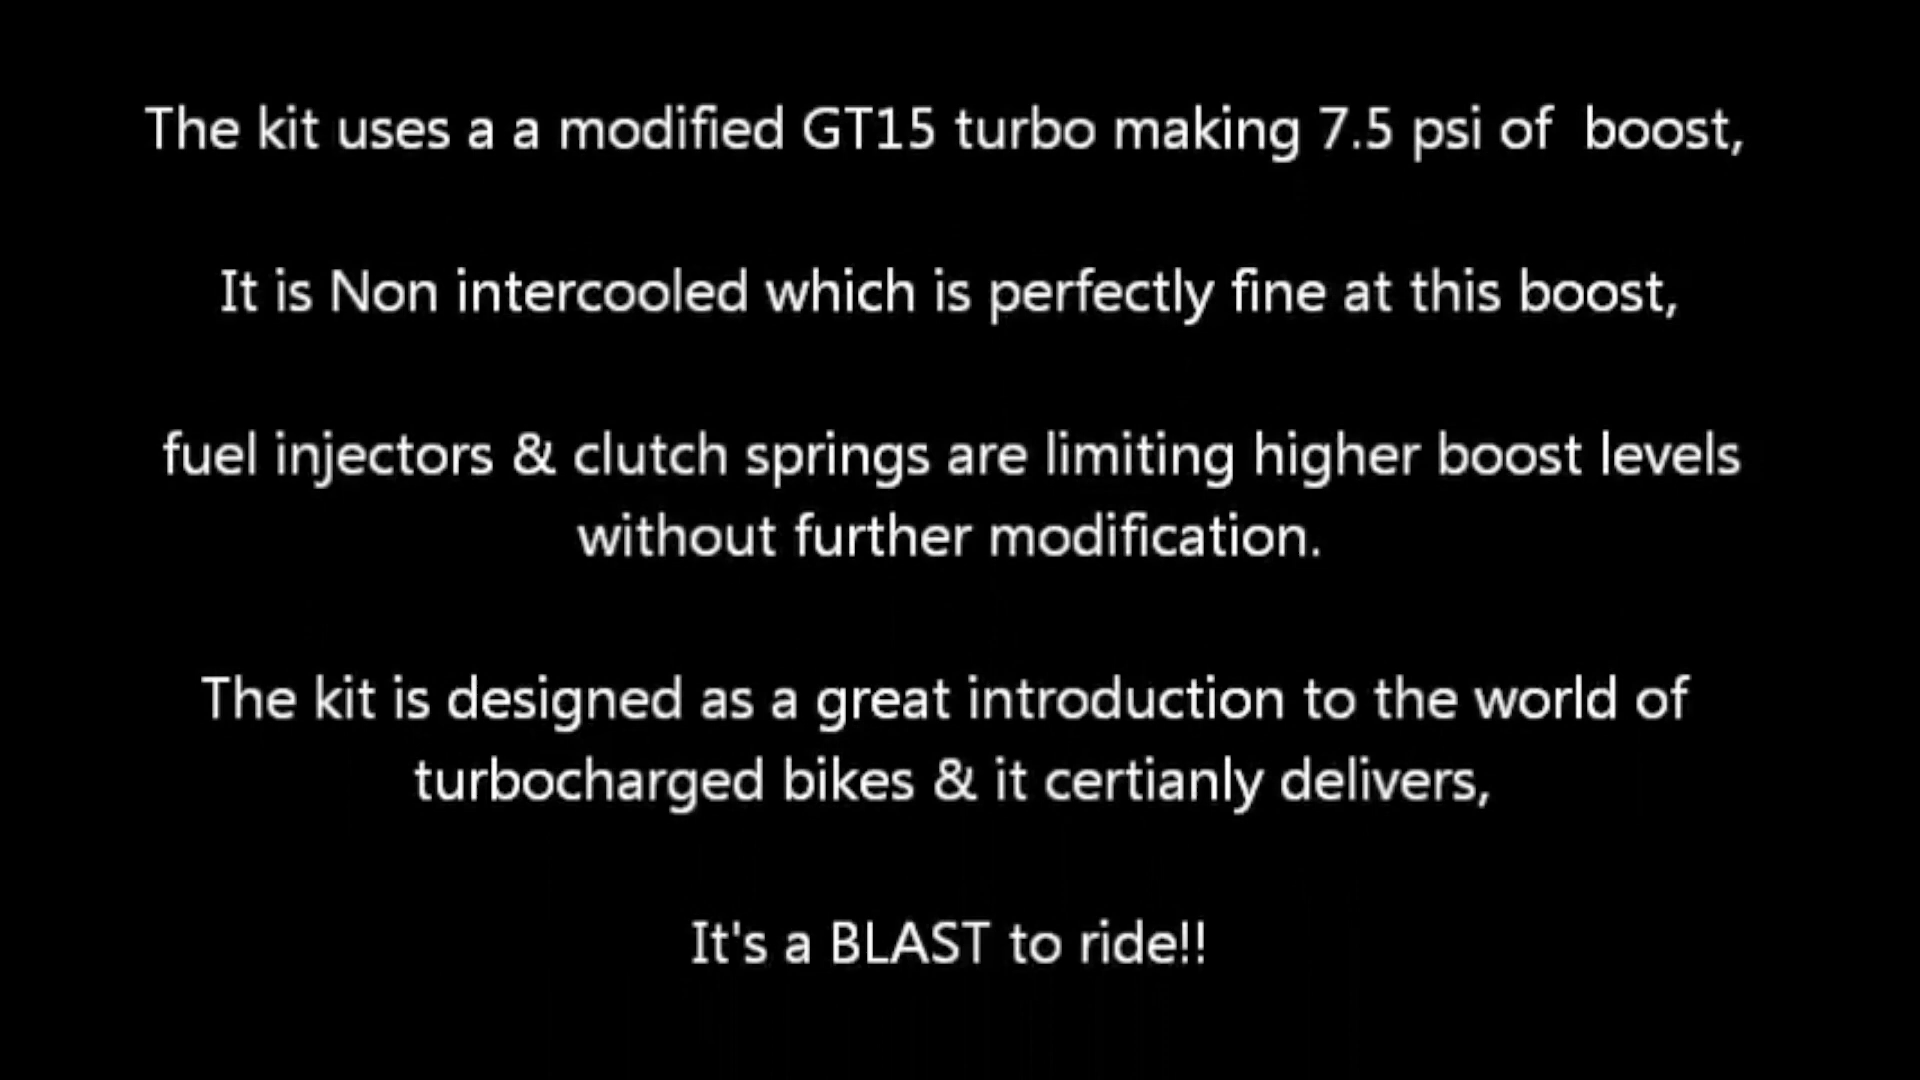 The kit uses a a modified GT15 turbo making 7.5 psi of  boost,
It is Non intercooled which is perfectly fine at this boost,
fuel injectors & clutch springs are limiting higher boost levels
without further modification.
The kit is designed as a great introduction to the world of
turbocharged bikes & it certianly delivers,
It's a BLAST to ride!!